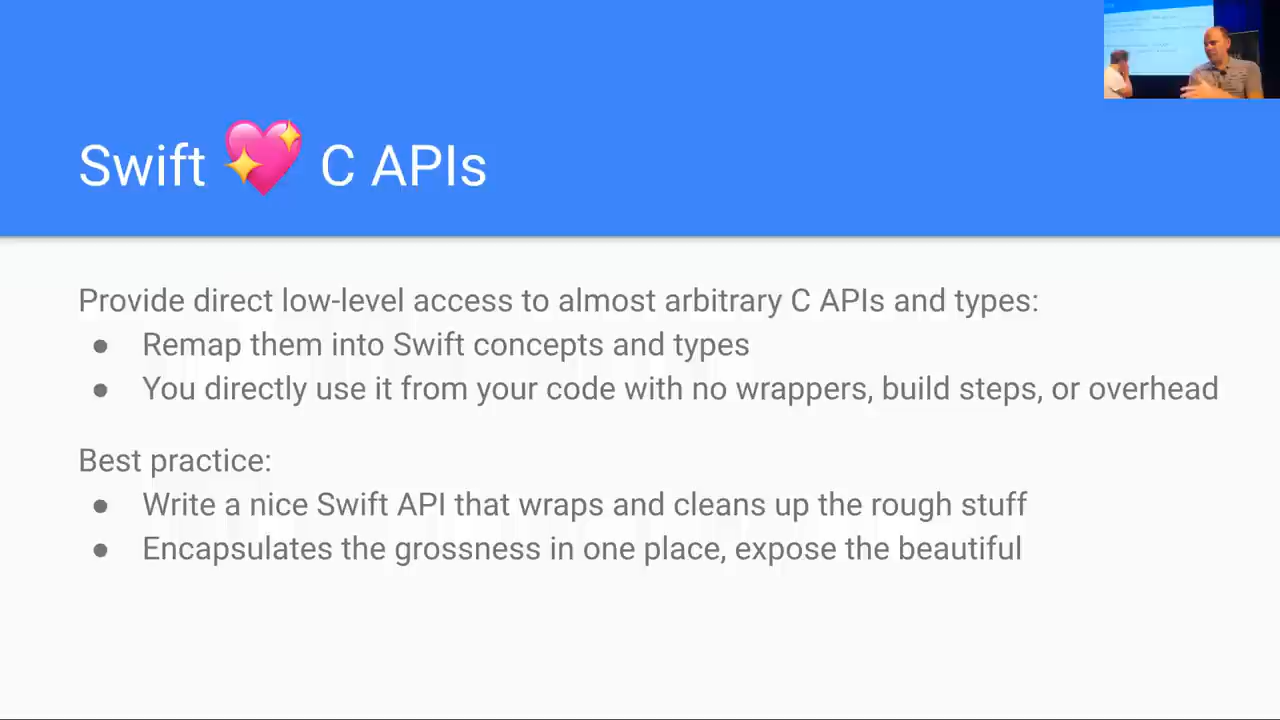 Swift 💖 C APIs
Provide direct low-level access to almost arbitrary C APIs and types:
● Remap them into Swift concepts and types
● You directly use it from your code with no wrappers, build steps, or overhead
Best practice:
● Write a nice Swift API that wraps and cleans up the rough stuff
● Encapsulates the grossness in one place, expose the beautiful